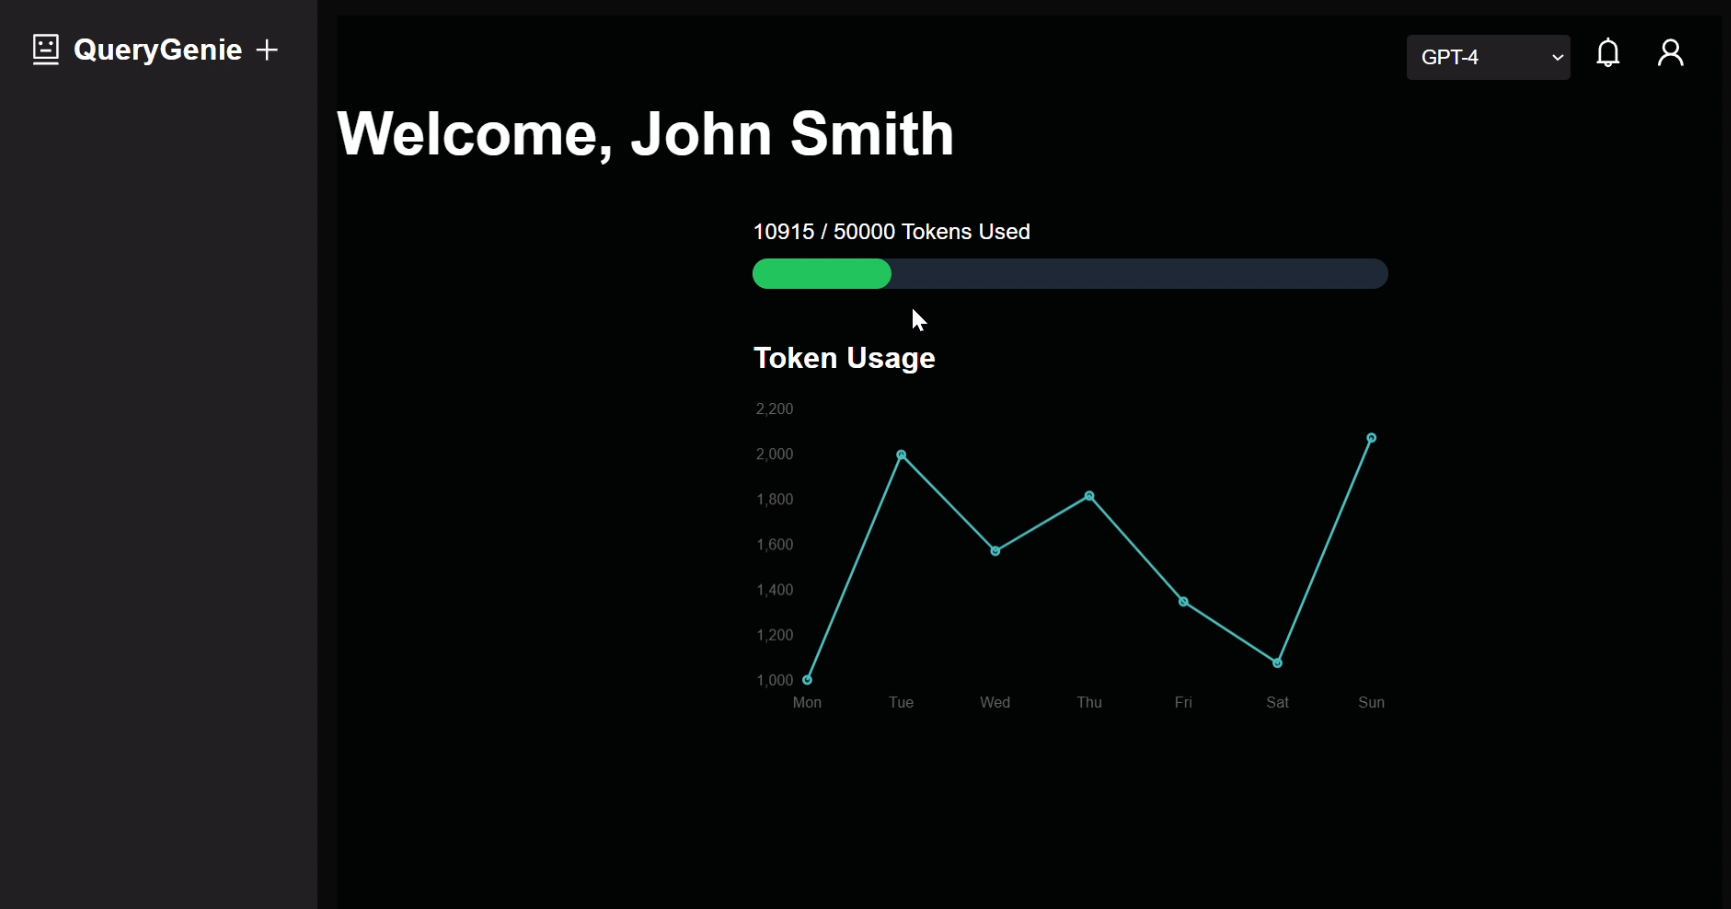 QueryGenie
GPT-4
Welcome, John Smith
10915 / 50000 Tokens Used
Token Usage
2,200
2,000
1,800
1,600
1,400
1,200
1,000
Mon Tue Wed Thu Fri Sat Sun